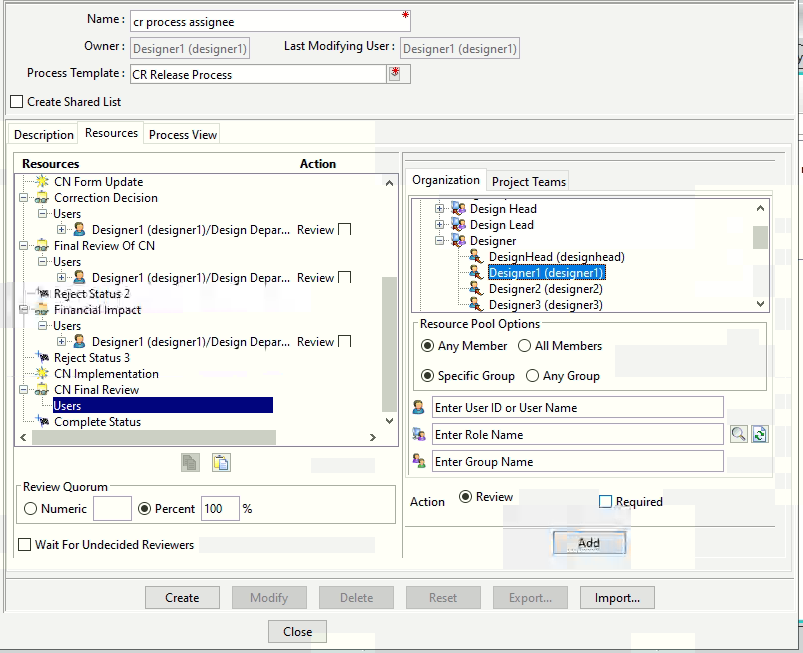 Name : cr process assignee *
Owner : Designer1 (designer1) Last Modifying User : Designer1 (designer1)
Process Template : CR Release Process *
Create Shared List
Description Resources Process View
Resources Action
CN Form Update
Correction Decision
Users
Designer1 (designer1)/Design Depar... Review
Final Review Of CN
Users
Designer1 (designer1)/Design Depar... Review
Reject Status 2
Financial Impact
Users
Designer1 (designer1)/Design Depar... Review
Reject Status 3
CN Implementation
CN Final Review
Users
Complete Status
Review Quorum
Numeric Percent 100 %
Wait For Undecided Reviewers
Organization Project Teams
Design Head
Design Lead
Designer
DesignHead (designhead)
Designer1 (designer1)
Designer2 (designer2)
Designer3 (designer3)
Resource Pool Options
Any Member All Members
Specific Group Any Group
Enter User ID or User Name
Enter Role Name
Enter Group Name
Action Review Required
Add
Create Modify Delete Reset Export... Import...
Close